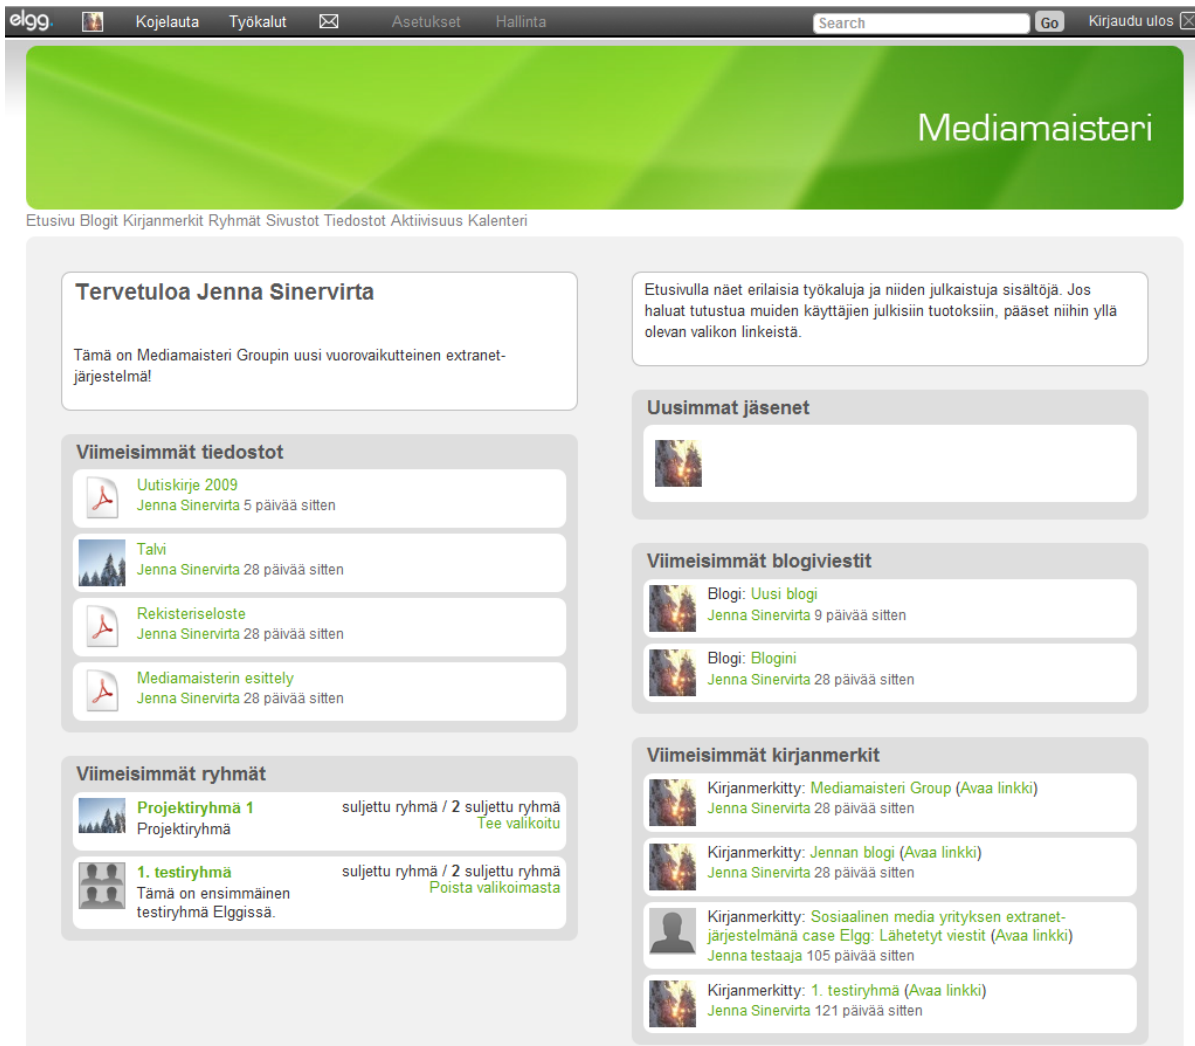 elgg. Kojelauta Työkalut Asetukset Hallinta Search Go Kirjaudu ulos
Mediamaisteri
Etusivu Blogit Kirjanmerkit Ryhmät Sivustot Tiedostot Aktiivisuus Kalenteri
Tervetuloa Jenna Sinervirta
Tämä on Mediamaisteri Groupin uusi vuorovaikutteinen extranet-
järjestelmä!
Viimeisimmät tiedostot
Uutiskirje 2009
Jenna Sinervirta 5 päivää sitten
Talvi
Jenna Sinervirta 28 päivää sitten
Rekisteriseloste
Jenna Sinervirta 28 päivää sitten
Mediamaisterin esittely
Jenna Sinervirta 28 päivää sitten
Viimeisimmät ryhmät
Projektiryhmä 1 suljettu ryhmä / 2 suljettu ryhmä
Projektiryhmä Tee valikoitu
1. testiryhmä suljettu ryhmä / 2 suljettu ryhmä
Tämä on ensimmäinen Poista valikoimasta
testiryhmä Elggissä.
Etusivulla näet erilaisia työkaluja ja niiden julkaistuja sisältöjä. Jos
haluat tutustua muiden käyttäjien julkisiin tuotoksiin, pääset niihin yllä
olevan valikon linkeistä.
Uusimmat jäsenet
Viimeisimmät blogiviestit
Blogi: Uusi blogi
Jenna Sinervirta 9 päivää sitten
Blogi: Blogini
Jenna Sinervirta 28 päivää sitten
Viimeisimmät kirjanmerkit
Kirjanmerkitty: Mediamaisteri Group (Avaa linkki)
Jenna Sinervirta 28 päivää sitten
Kirjanmerkitty: Jennan blogi (Avaa linkki)
Jenna Sinervirta 28 päivää sitten
Kirjanmerkitty: Sosiaalinen media yrityksen extranet-
järjestelmänä case Elgg: Lähetetyt viestit (Avaa linkki)
Jenna testaaja 105 päivää sitten
Kirjanmerkitty: 1. testiryhmä (Avaa linkki)
Jenna Sinervirta 121 päivää sitten